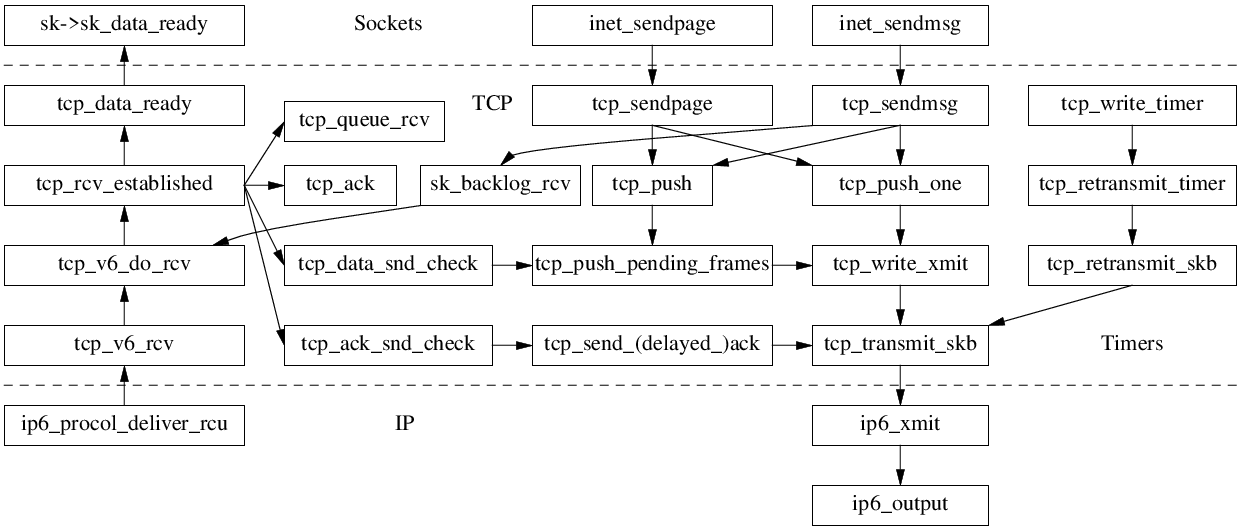 sk->sk_data_ready
Sockets
inet_sendpage
inet_sendmsg
tcp_data_ready
TCP
tcp_sendpage
tcp_sendmsg
tcp_write_timer
tcp_queue_rcv
tcp_rcv_established
tcp_ack
sk_backlog_rcv
tcp_push
tcp_push_one
tcp_retransmit_timer
tcp_v6_do_rcv
tcp_data_snd_check
tcp_push_pending_frames
tcp_write_xmit
tcp_retransmit_skb
tcp_v6_rcv
tcp_ack_snd_check
tcp_send_(delayed_)ack
tcp_transmit_skb
Timers
ip6_procol_deliver_rcu
IP
ip6_xmit
ip6_output